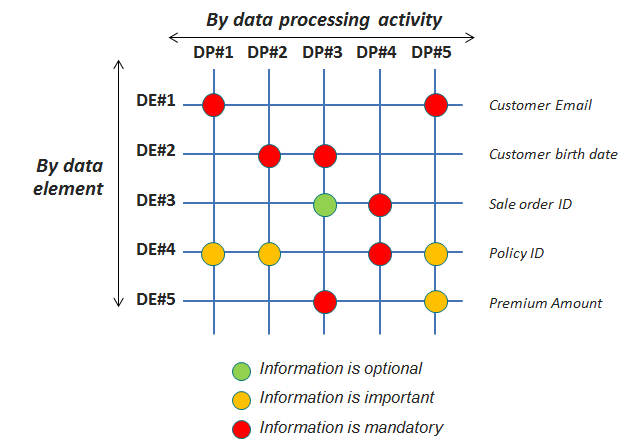 By data processing activity
DP#1 DP#2 DP#3 DP#4 DP#5
DE#1 Customer Email
DE#2 Customer birth date
By data
element
DE#3 Sale order ID
DE#4 Policy ID
DE#5 Premium Amount
Information is optional
Information is important
Information is mandatory